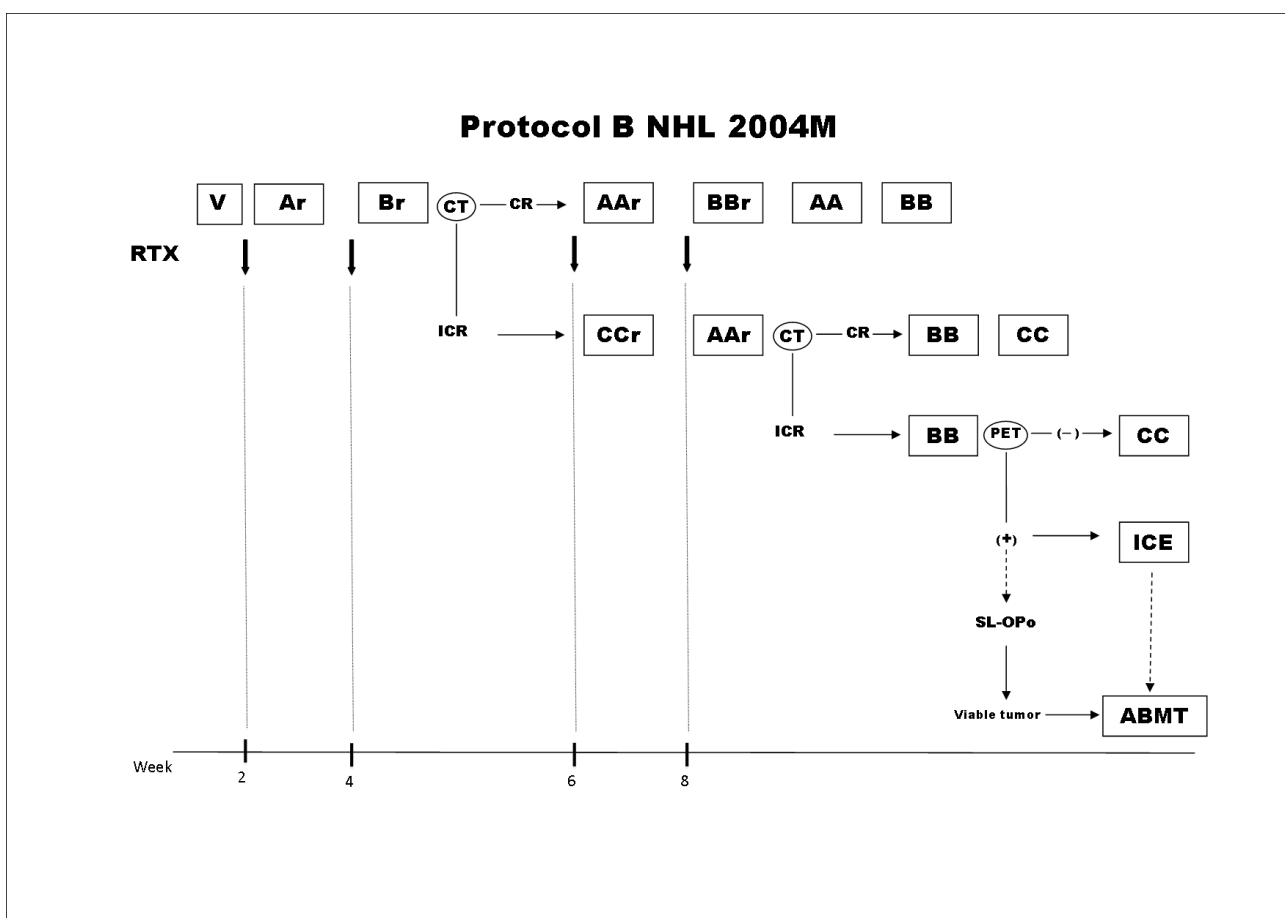 Protocol B NHL 2004M
V Ar Br CT CR AAr BBr AA BB
RTX
ICR CCr AAr CT CR BB CC
ICR BB PET (−) CC
(+) ICE
SL-OPo
Viable tumor ABMT
Week 2 4 6 8